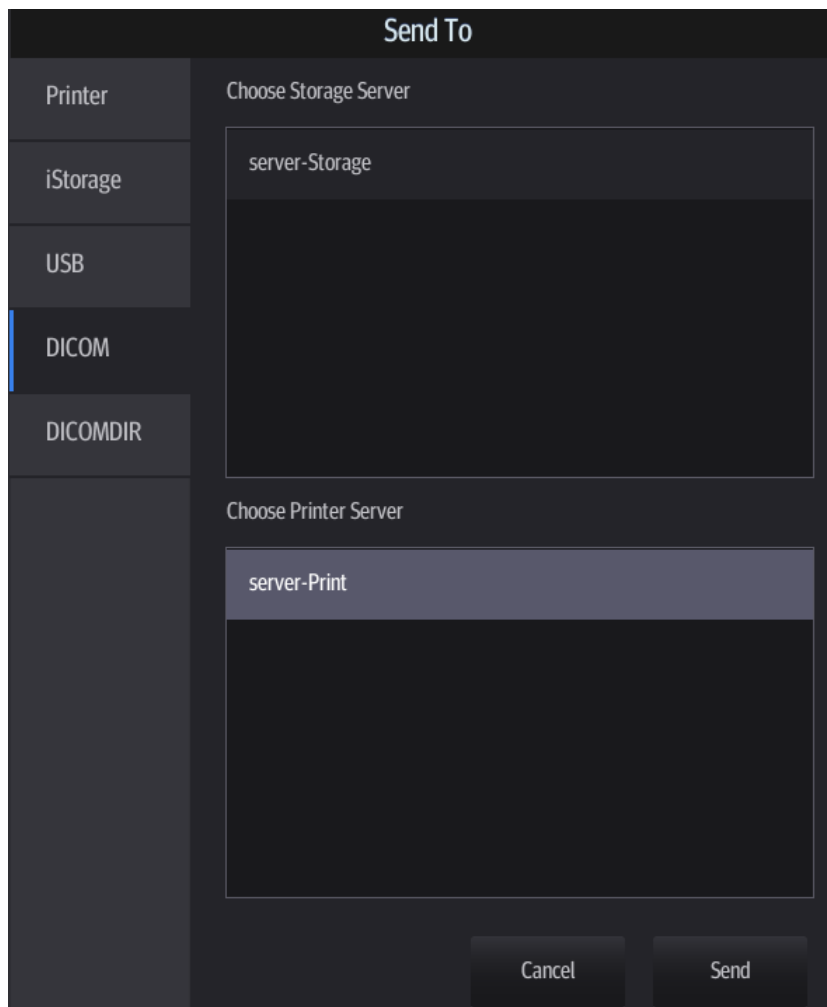 Send To
Printer
iStorage
USB
DICOM
DICOMDIR
Choose Storage Server
server-Storage
Choose Printer Server
server-Print
Cancel
Send